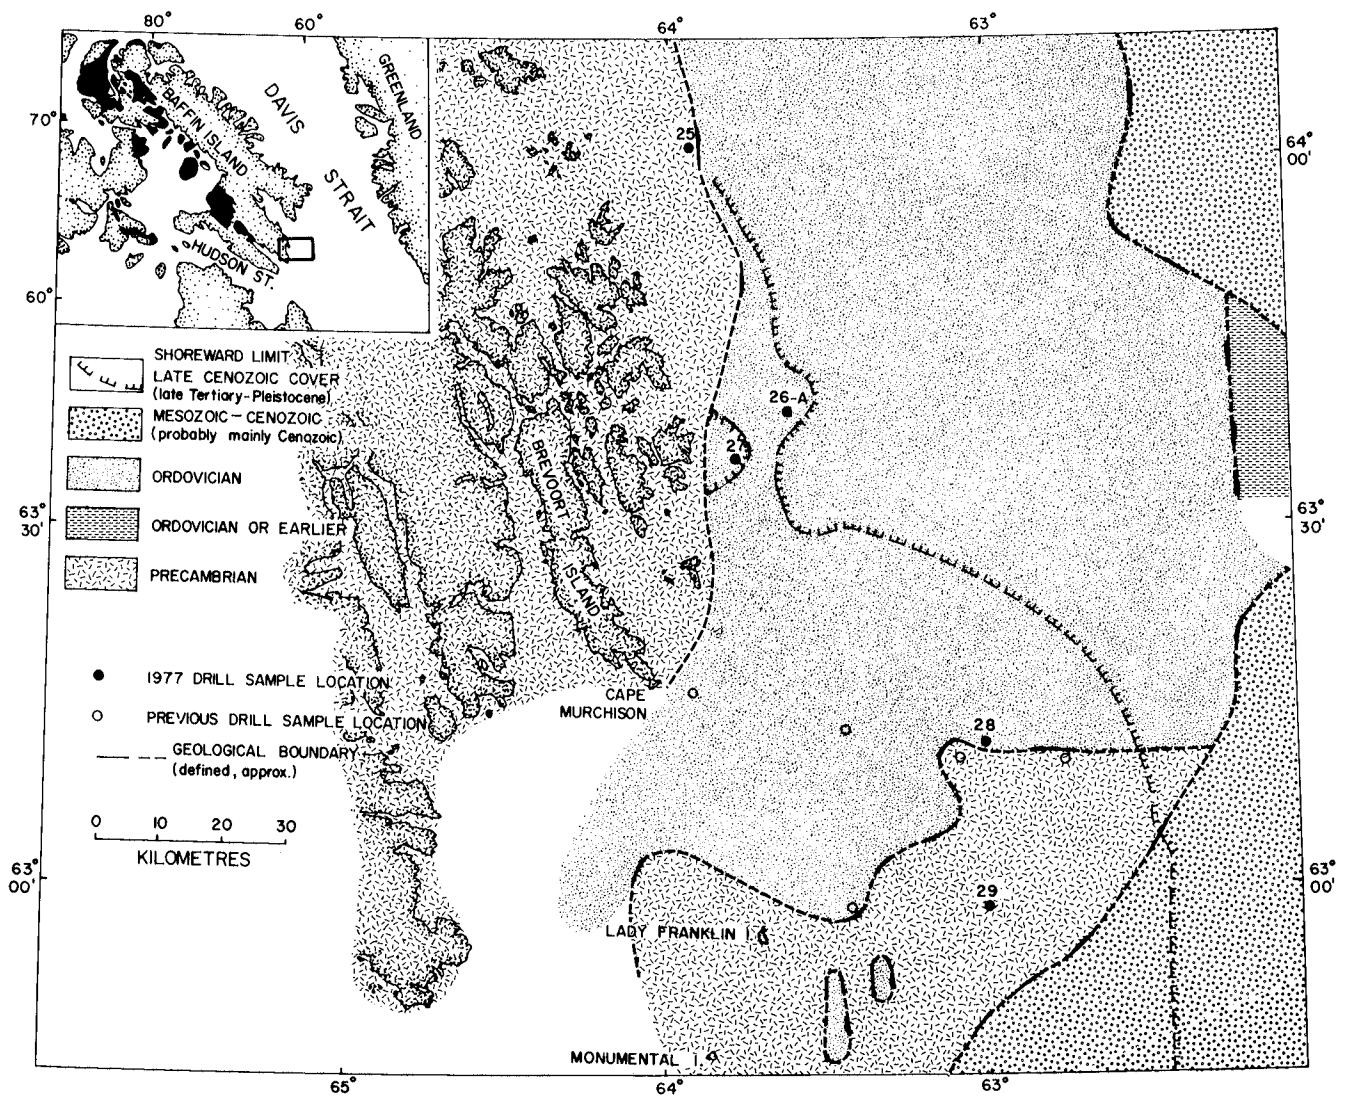 80°
60°
64°
63°
70°
60°
BAFFIN ISLAND
DAVIS
STRAIT
GREENLAND
HUDSON ST.
64°
00'
25
26-A
27
SHOREWARD LIMIT
LATE CENOZOIC COVER
(late Tertiary-Pleistocene)
MESOZOIC-CENOZOIC
(probably mainly Cenozoic)
ORDOVICIAN
ORDOVICIAN OR EARLIER
PRECAMBRIAN
63°
30'
63°
30'
BREVOORT
ISLAND
1977 DRILL SAMPLE LOCATION
PREVIOUS DRILL SAMPLE LOCATION
GEOLOGICAL BOUNDARY
(defined, approx.)
CAPE
MURCHISON
28
0 10 20 30
KILOMETRES
63°
00'
63°
00'
29
LADY FRANKLIN I.
MONUMENTAL I.
65°
64°
63°